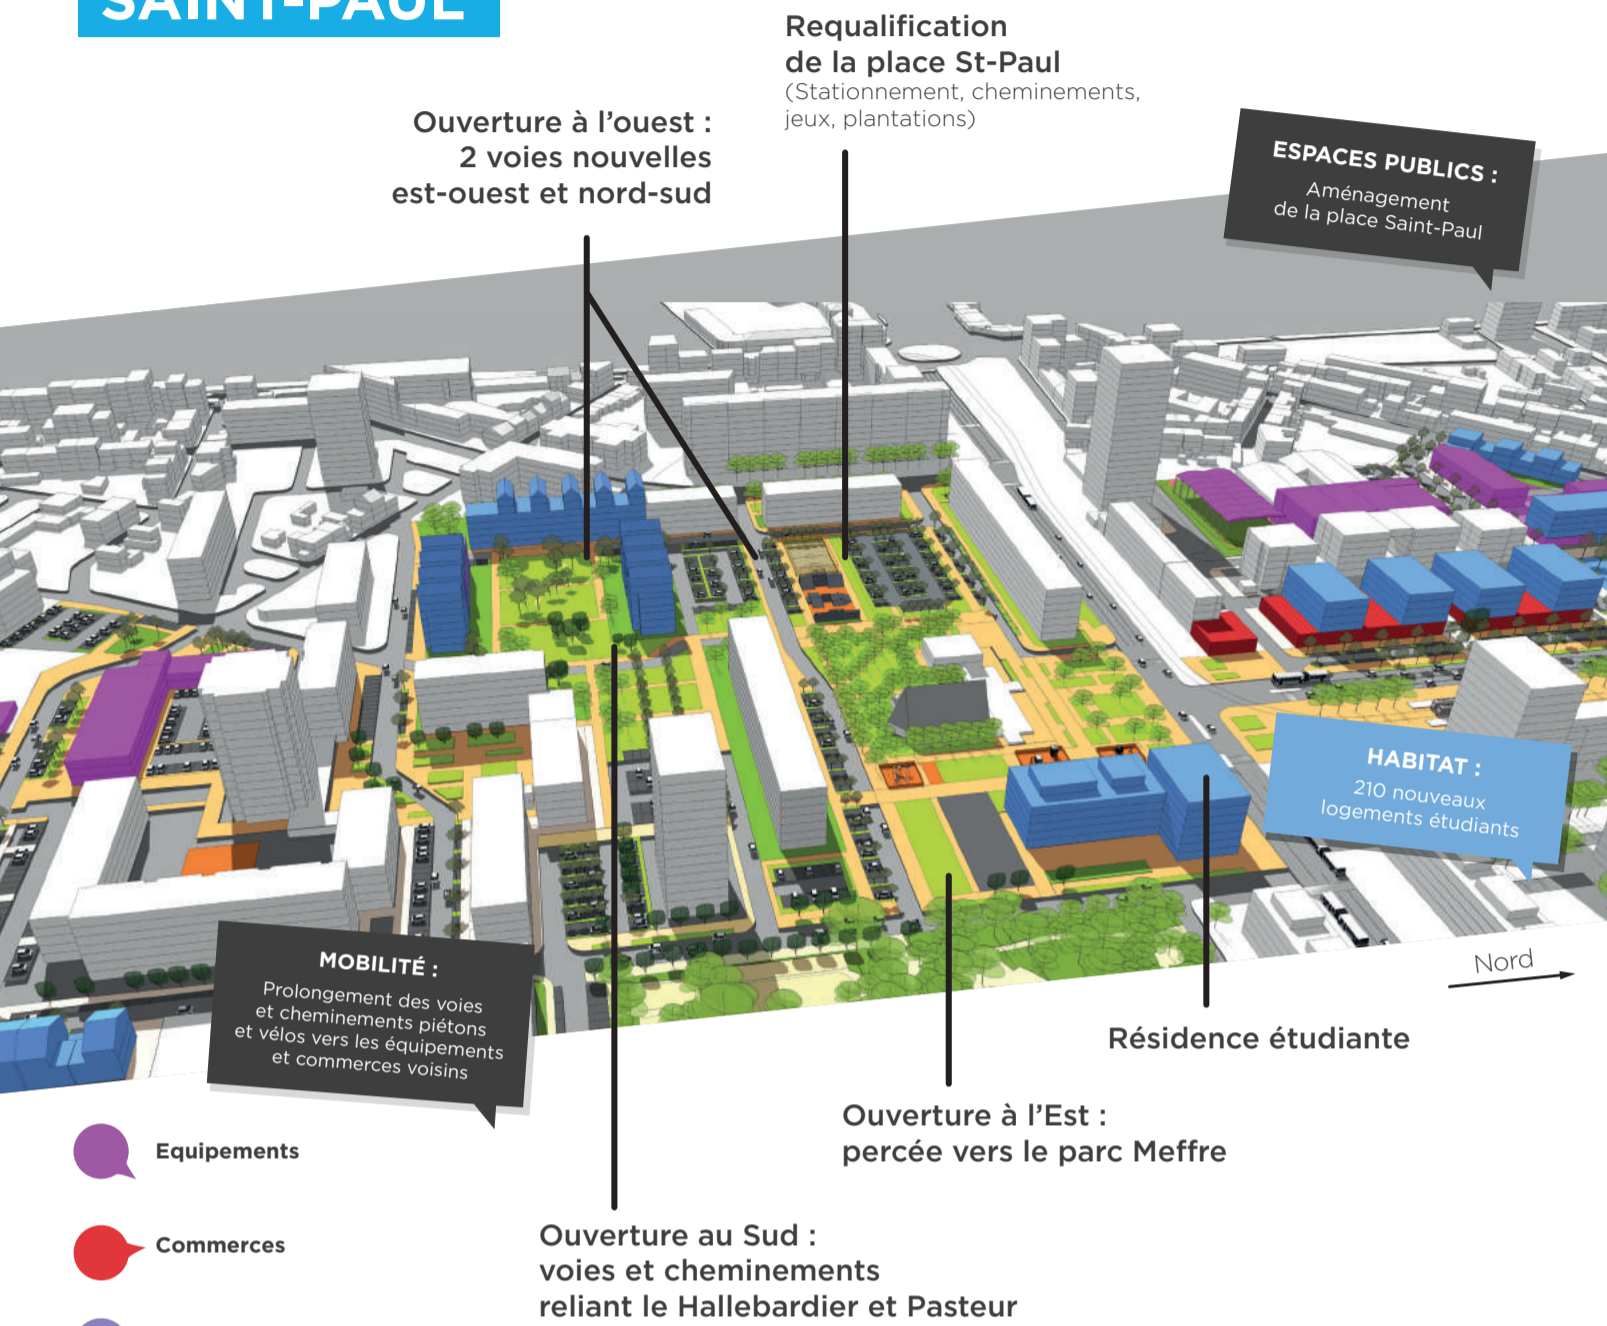 SAINT-PAUL
Requalification
de la place St-Paul
(Stationnement, cheminements,
jeux, plantations)
Ouverture à l'ouest :
2 voies nouvelles
est-ouest et nord-sud
ESPACES PUBLICS :
Aménagement
de la place Saint-Paul
HABITAT :
210 nouveaux
logements étudiants
MOBILITÉ :
Prolongement des voies
et cheminements piétons
et vélos vers les équipements
et commerces voisins
Nord
Résidence étudiante
Ouverture à l'Est :
percée vers le parc Meffre
Equipements
Commerces
Ouverture au Sud :
voies et cheminements
reliant le Hallebardier et Pasteur